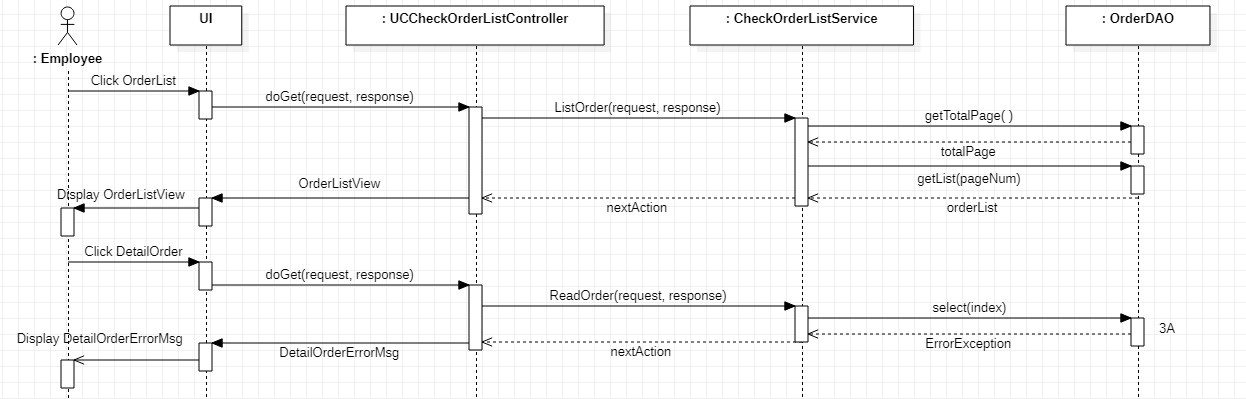 UI
: UCCheckOrderListController
: CheckOrderListService
: OrderDAO
: Employee
Click OrderList
doGet(request, response)
ListOrder(request, response)
getTotalPage( )
totalPage
getList(pageNum)
orderList
nextAction
OrderListView
Display OrderListView
Click DetailOrder
doGet(request, response)
ReadOrder(request, response)
select(index)
3A
ErrorException
nextAction
DetailOrderErrorMsg
Display DetailOrderErrorMsg